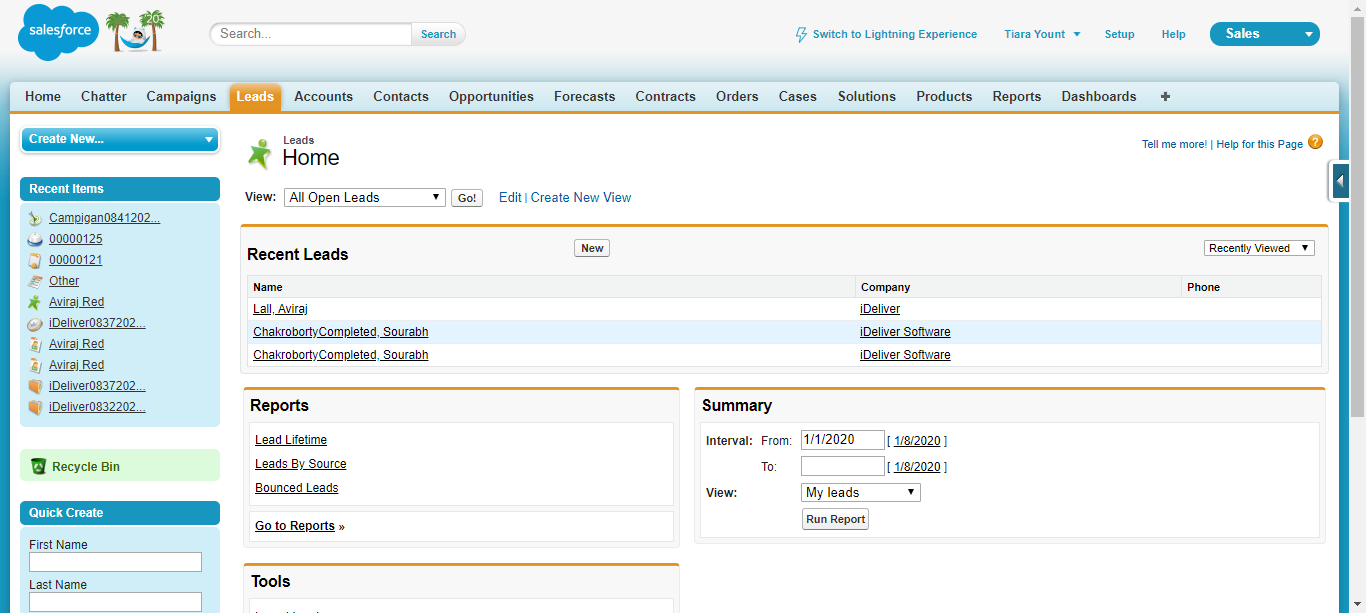 salesforce
20
Search...
Search
Switch to Lightning Experience
Tiara Yount
Setup
Help
Sales
Home Chatter Campaigns Leads Accounts Contacts Opportunities Forecasts Contracts Orders Cases Solutions Products Reports Dashboards +
Create New...
Recent Items
Campigan0841202...
00000125
00000121
Other
Aviraj Red
iDeliver0837202...
Aviraj Red
Aviraj Red
iDeliver0837202...
iDeliver0832202...
Recycle Bin
Quick Create
First Name
Last Name
Leads
Home
Tell me more! | Help for this Page ?
View: All Open Leads Go! Edit | Create New View
Recent Leads New Recently Viewed
Name Company Phone
Lall, Aviraj iDeliver
ChakrobortyCompleted, Sourabh iDeliver Software
ChakrobortyCompleted, Sourabh iDeliver Software
Reports
Lead Lifetime
Leads By Source
Bounced Leads
Go to Reports »
Summary
Interval: From: 1/1/2020 [ 1/8/2020 ]
To: [ 1/8/2020 ]
View: My leads
Run Report
Tools